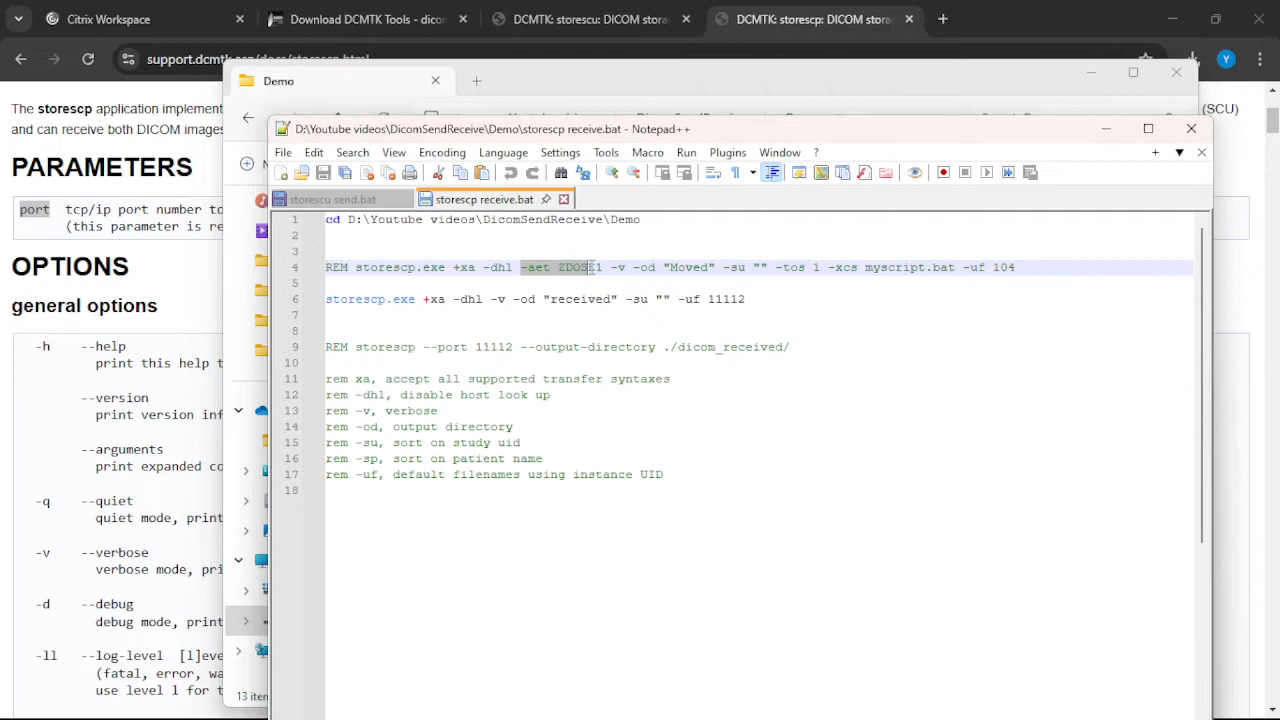 Citrix Workspace
Download DCMTK Tools - dicom
DCMTK: storescu: DICOM stora
DCMTK: storescp: DICOM stora
Y
The storescp application implement
and can receive both DICOM images
(SCU)
PARAMETERS
port tcp/ip port number to
(this parameter is re
OPTIONS
general options
-h --help
print this help t
--version
print version inf
--arguments
print expanded co
-q --quiet
quiet mode, print
-v --verbose
verbose mode, pri
-d --debug
debug mode, print
-ll --log-level [l]eve
(fatal, error, wa
use level l for t
Demo
13 iten
D:\Youtube videos\DicomSendReceive\Demo\storescp receive.bat - Notepad++
File Edit Search View Encoding Language Settings Tools Macro Run Plugins Window ?
storescu send.bat
storescp receive.bat
1 cd D:\Youtube videos\DicomSendReceive\Demo
2
3
4 REM storescp.exe +xa -dhl -aet ZDOSE1 -v -od "Moved" -su "" -tos 1 -xcs myscript.bat -uf 104
5
6 storescp.exe +xa -dhl -v -od "received" -su "" -uf 11112
7
8
9 REM storescp --port 11112 --output-directory ./dicom_received/
10
11 rem xa, accept all supported transfer syntaxes
12 rem -dhl, disable host look up
13 rem -v, verbose
14 rem -od, output directory
15 rem -su, sort on study uid
16 rem -sp, sort on patient name
17 rem -uf, default filenames using instance UID
18